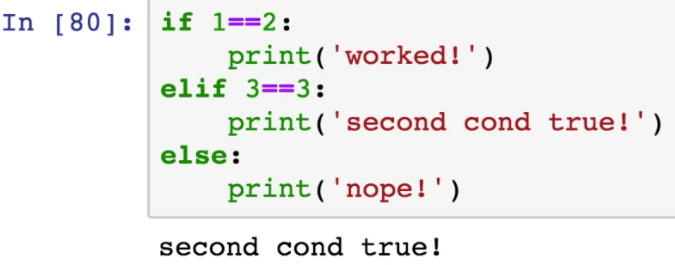 In [80]: if 1==2:
    print('worked!')
elif 3==3:
    print('second cond true!')
else:
    print('nope!')
second cond true!